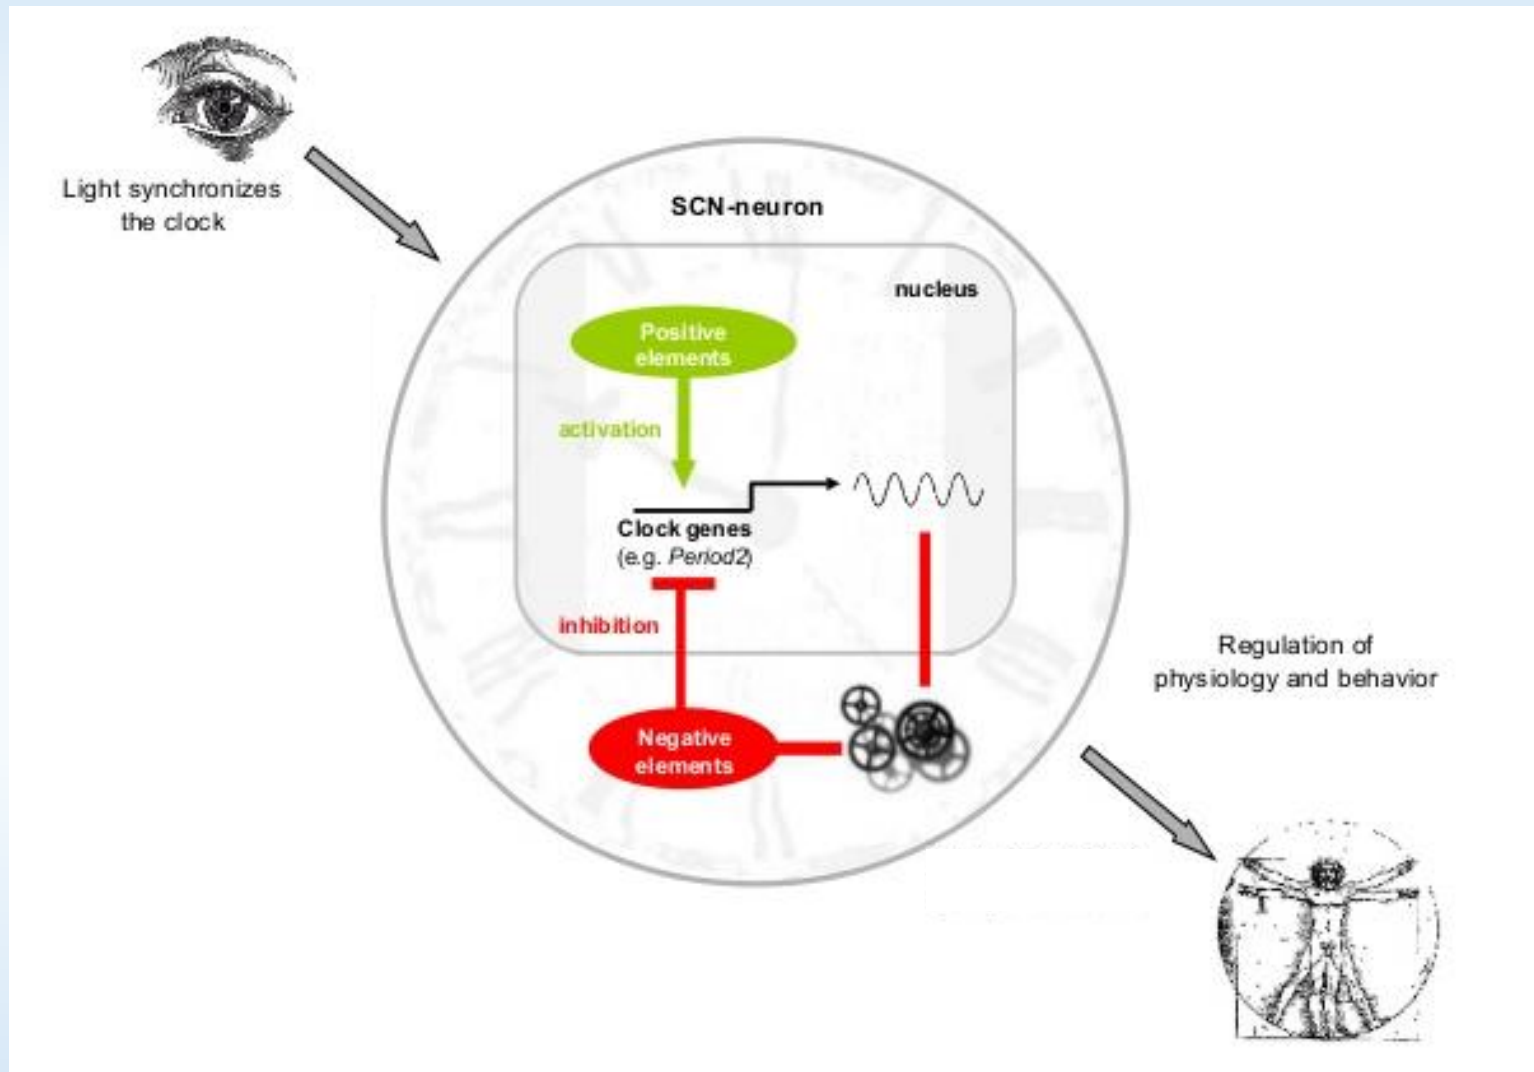 Light synchronizes
the clock
SCN-neuron
nucleus
Positive
elements
activation
Clock genes
(e.g. Period2)
inhibition
Negative
elements
Regulation of
physiology and behavior